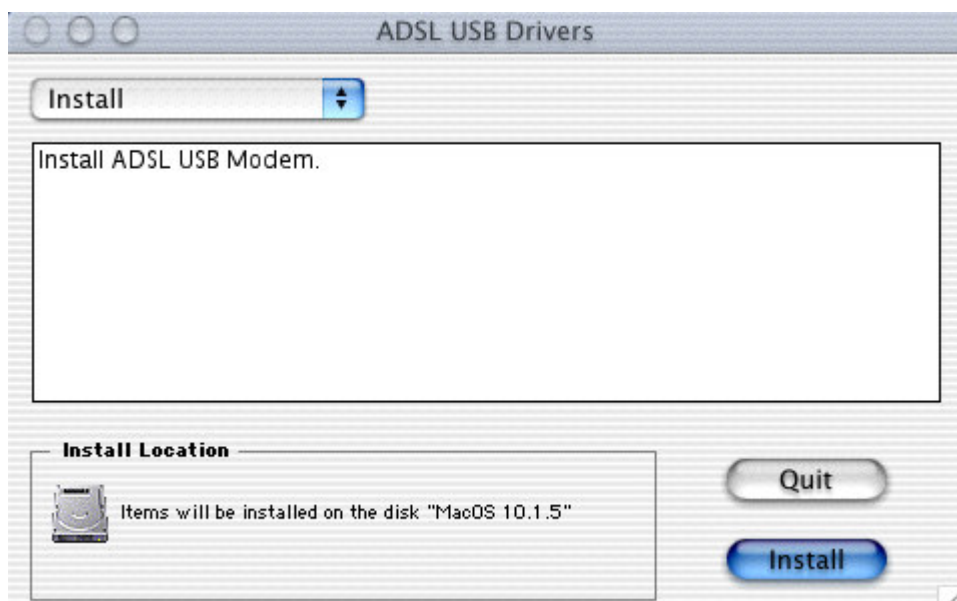 ADSL USB Drivers
Install
Install ADSL USB Modem.
Install Location
Items will be installed on the disk "MacOS 10.1.5"
Quit
Install